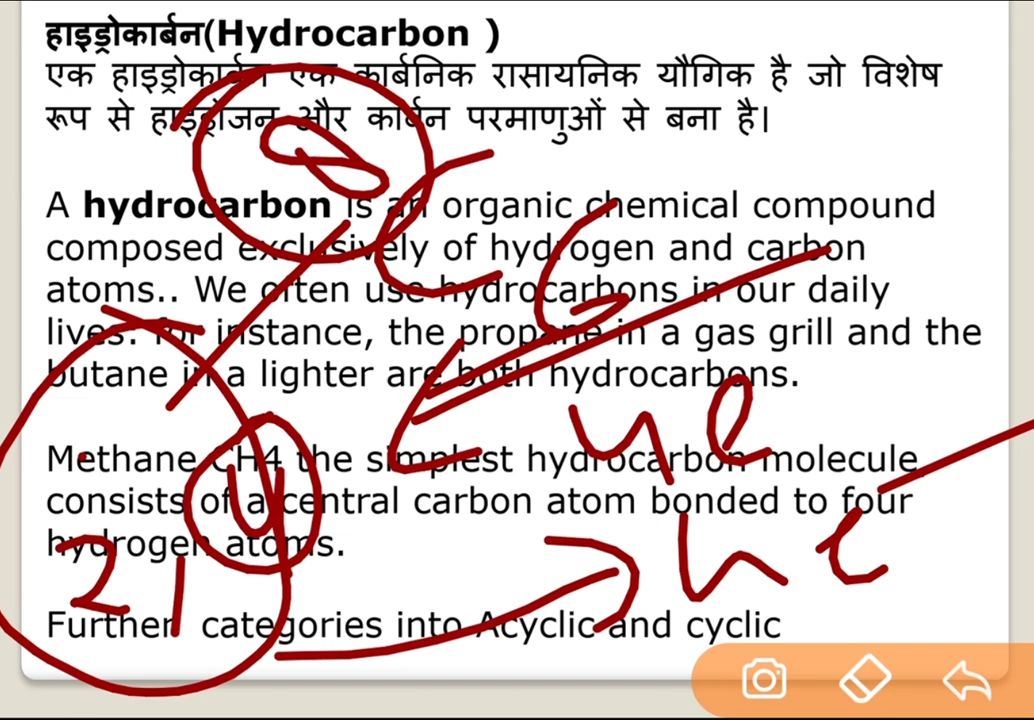 हाइड्रोकार्बन(Hydrocarbon )
एक हाइड्रोकार्बन एक कार्बनिक रासायनिक यौगिक है जो विशेष
रूप से हाइड्रोजन और कार्बन परमाणुओं से बना है।
A hydrocarbon is an organic chemical compound
composed exclusively of hydrogen and carbon
atoms.. We often use hydrocarbons in our daily
lives: for instance, the propane in a gas grill and the
butane in a lighter are both hydrocarbons.
Methane CH4 the simplest hydrocarbon molecule
consists of a central carbon atom bonded to four
hydrogen atoms.
Further categories into Acyclic and cyclic